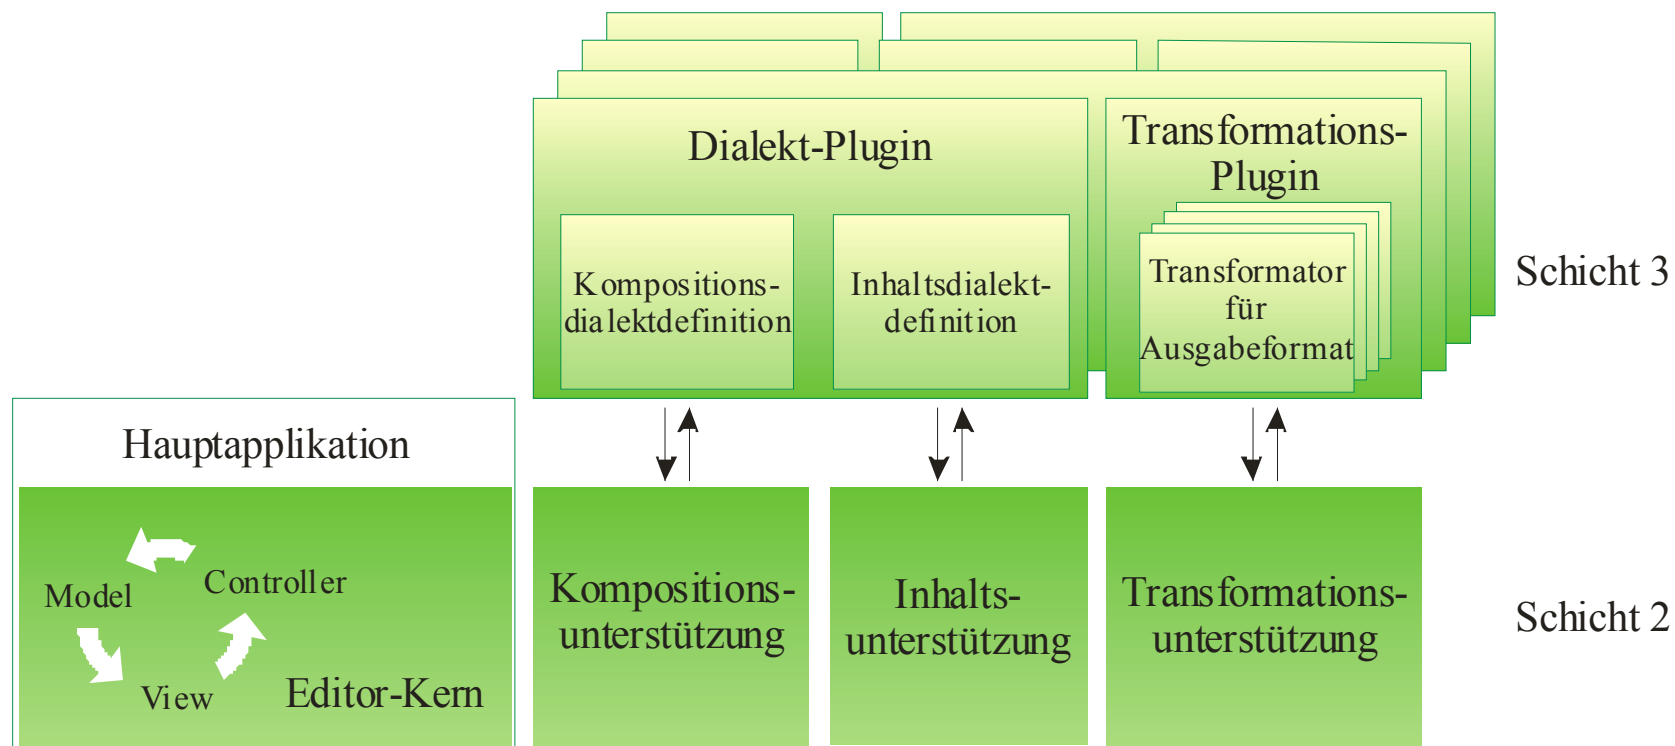 Dialekt-Plugin
Transformations-
Plugin
Kompositions-
dialektdefinition
Inhaltsdialekt-
definition
Transformator
für
Ausgabeformat
Schicht 3
Hauptapplikation
Model
Controller
View
Editor-Kern
Kompositions-
unterstützung
Inhalts-
unterstützung
Transformations-
unterstützung
Schicht 2